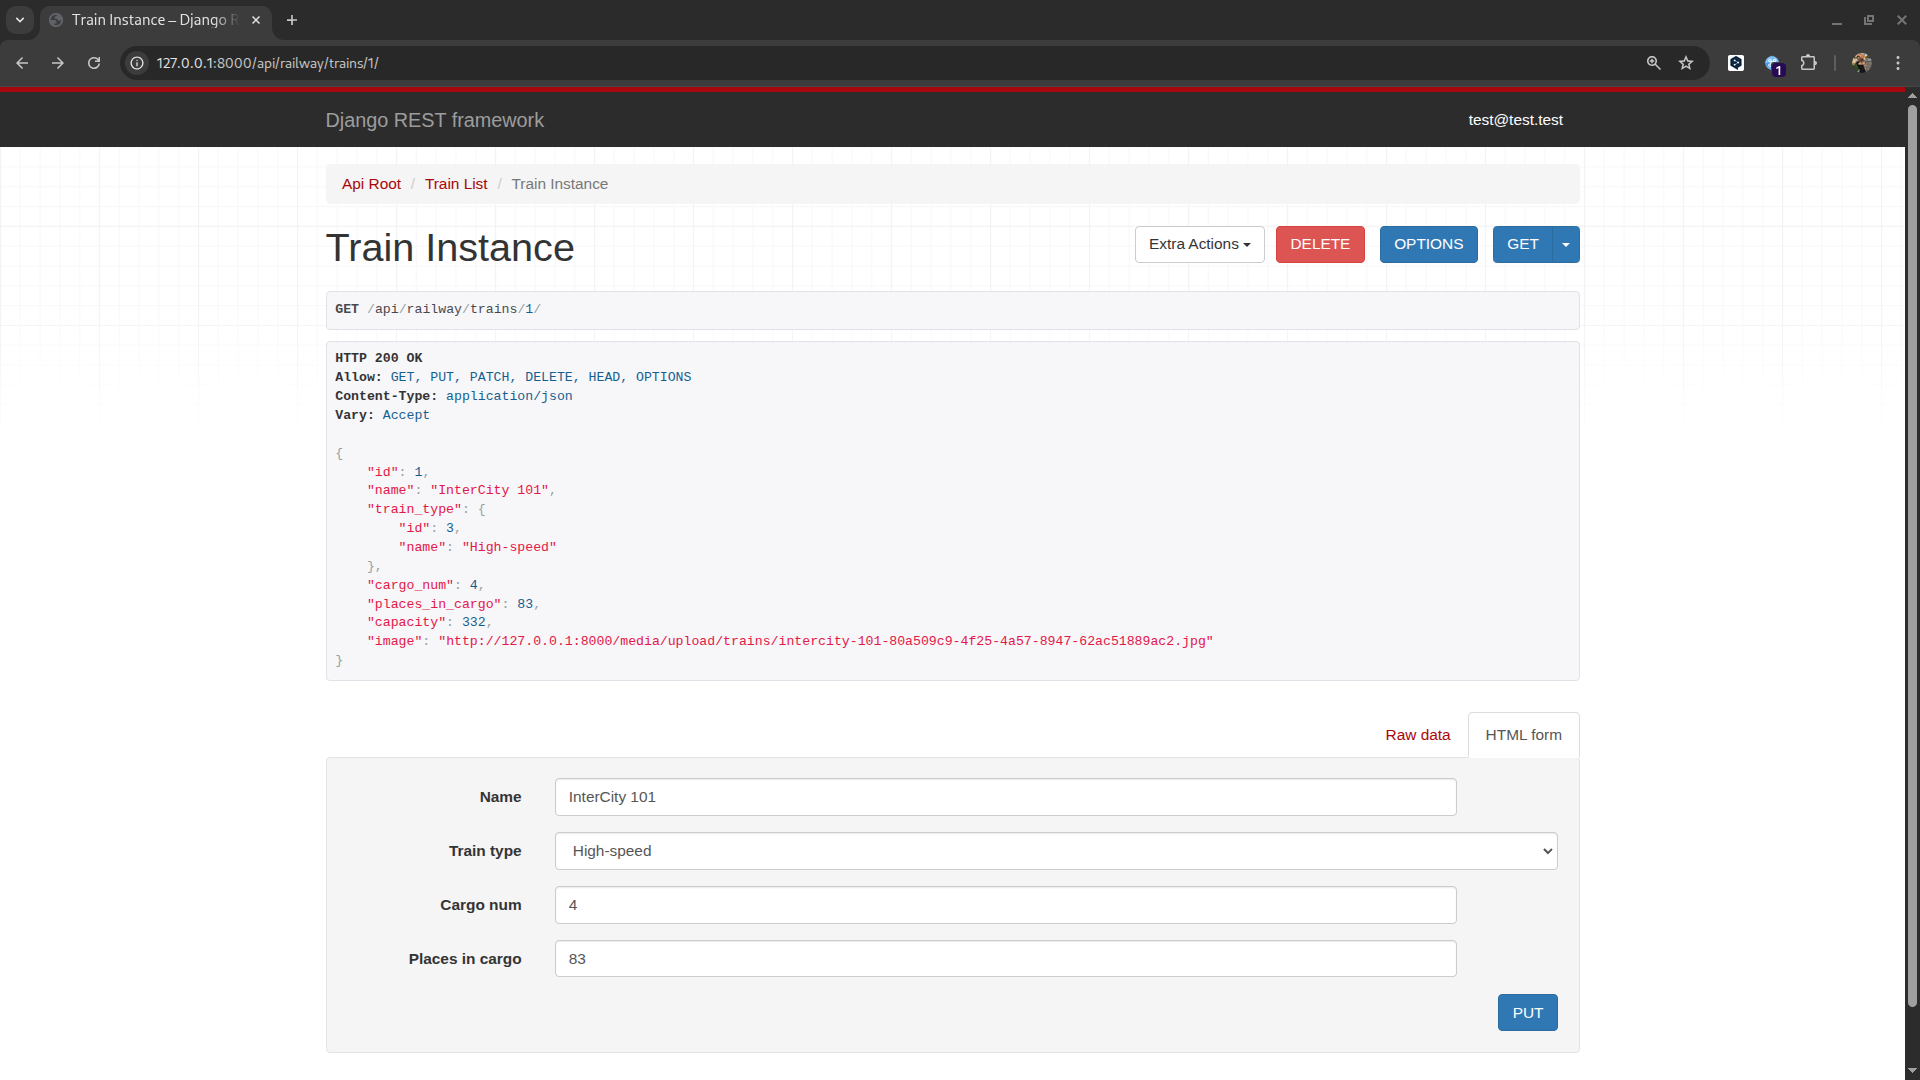 Train Instance – Django R
127.0.0.1:8000/api/railway/trains/1/
1
Django REST framework
test@test.test
Api Root / Train List / Train Instance
Train Instance
Extra Actions
DELETE
OPTIONS
GET
GET /api/railway/trains/1/
HTTP 200 OK
Allow: GET, PUT, PATCH, DELETE, HEAD, OPTIONS
Content-Type: application/json
Vary: Accept
{
    "id": 1,
    "name": "InterCity 101",
    "train_type": {
        "id": 3,
        "name": "High-speed"
    },
    "cargo_num": 4,
    "places_in_cargo": 83,
    "capacity": 332,
    "image": "http://127.0.0.1:8000/media/upload/trains/intercity-101-80a509c9-4f25-4a57-8947-62ac51889ac2.jpg"
}
Raw data
HTML form
Name
InterCity 101
Train type
High-speed
Cargo num
4
Places in cargo
83
PUT